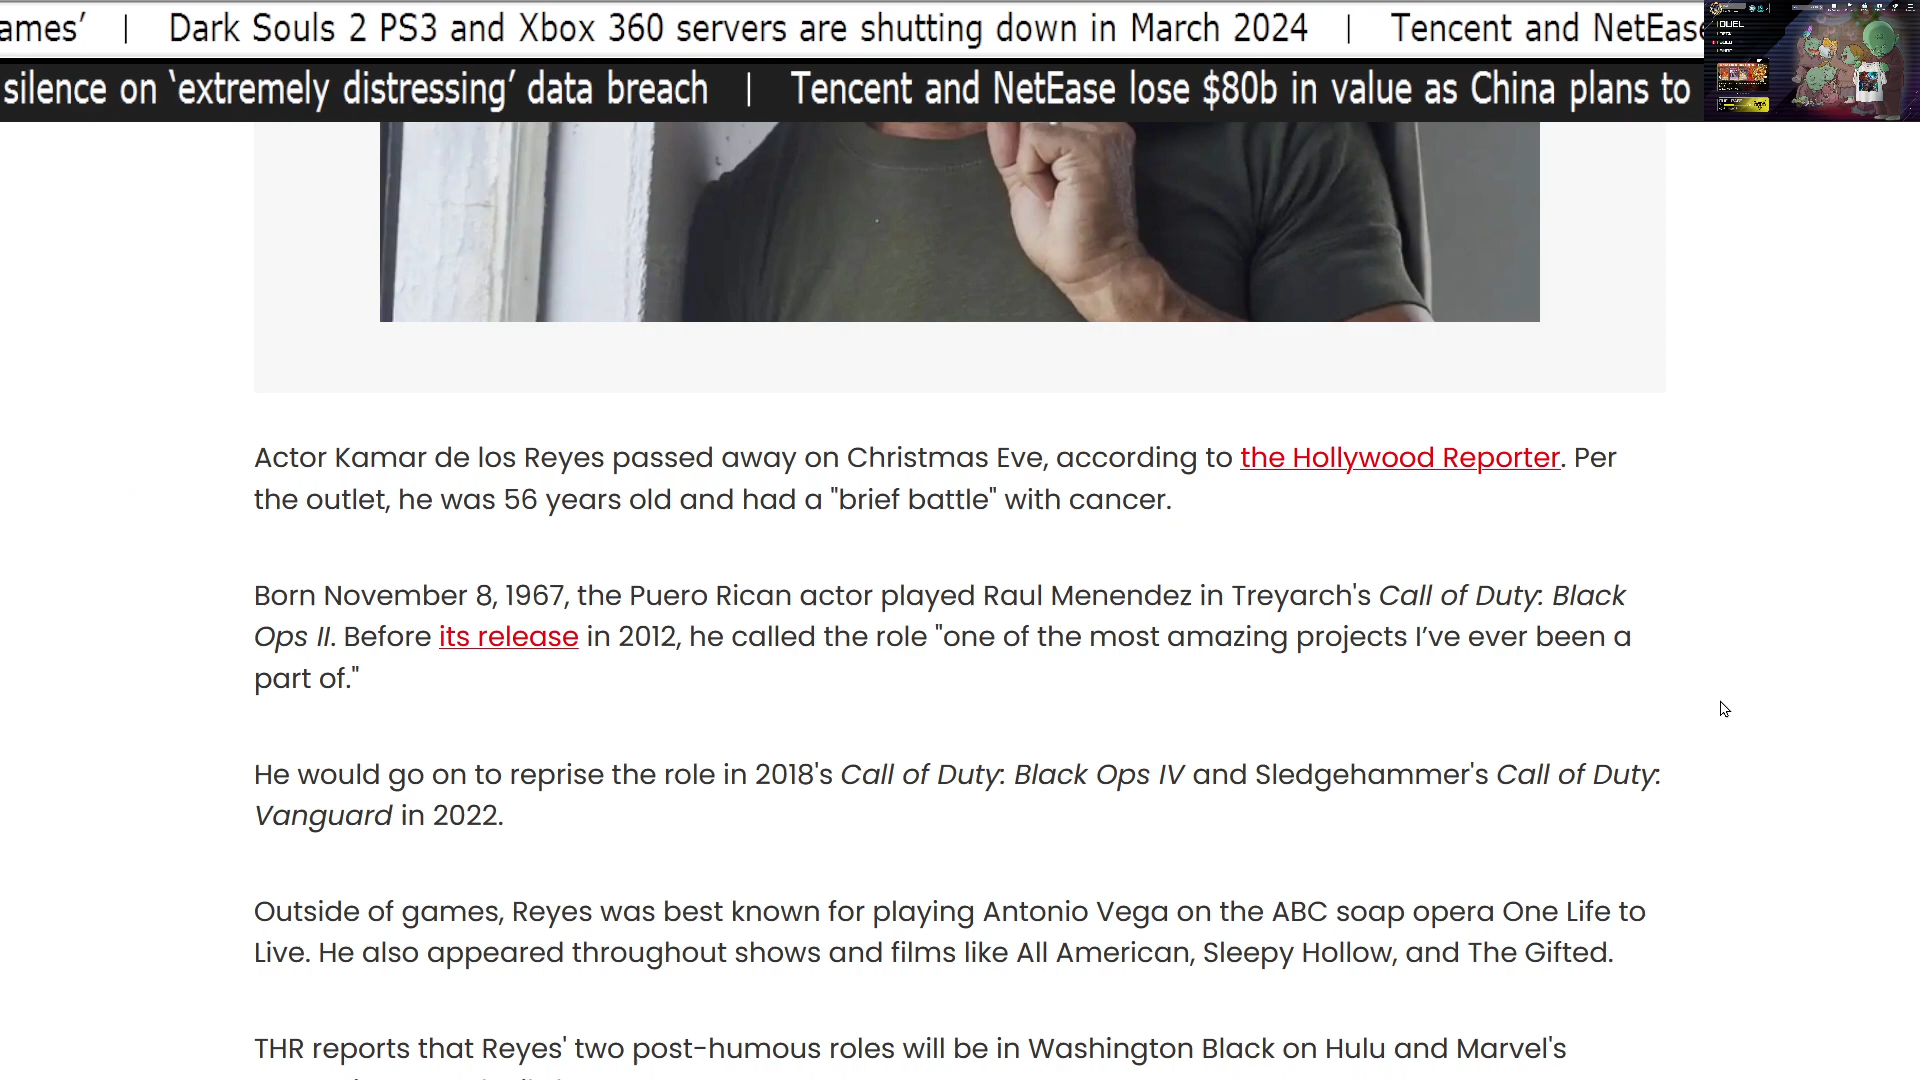 ames’ | Dark Souls 2 PS3 and Xbox 360 servers are shutting down in March 2024 | Tencent and NetEase
silence on ‘extremely distressing’ data breach | Tencent and NetEase lose $80b in value as China plans to
DUEL
Actor Kamar de los Reyes passed away on Christmas Eve, according to the Hollywood Reporter. Per
the outlet, he was 56 years old and had a "brief battle" with cancer.
Born November 8, 1967, the Puero Rican actor played Raul Menendez in Treyarch's Call of Duty: Black
Ops II. Before its release in 2012, he called the role "one of the most amazing projects I’ve ever been a
part of."
He would go on to reprise the role in 2018's Call of Duty: Black Ops IV and Sledgehammer's Call of Duty:
Vanguard in 2022.
Outside of games, Reyes was best known for playing Antonio Vega on the ABC soap opera One Life to
Live. He also appeared throughout shows and films like All American, Sleepy Hollow, and The Gifted.
THR reports that Reyes' two post-humous roles will be in Washington Black on Hulu and Marvel's